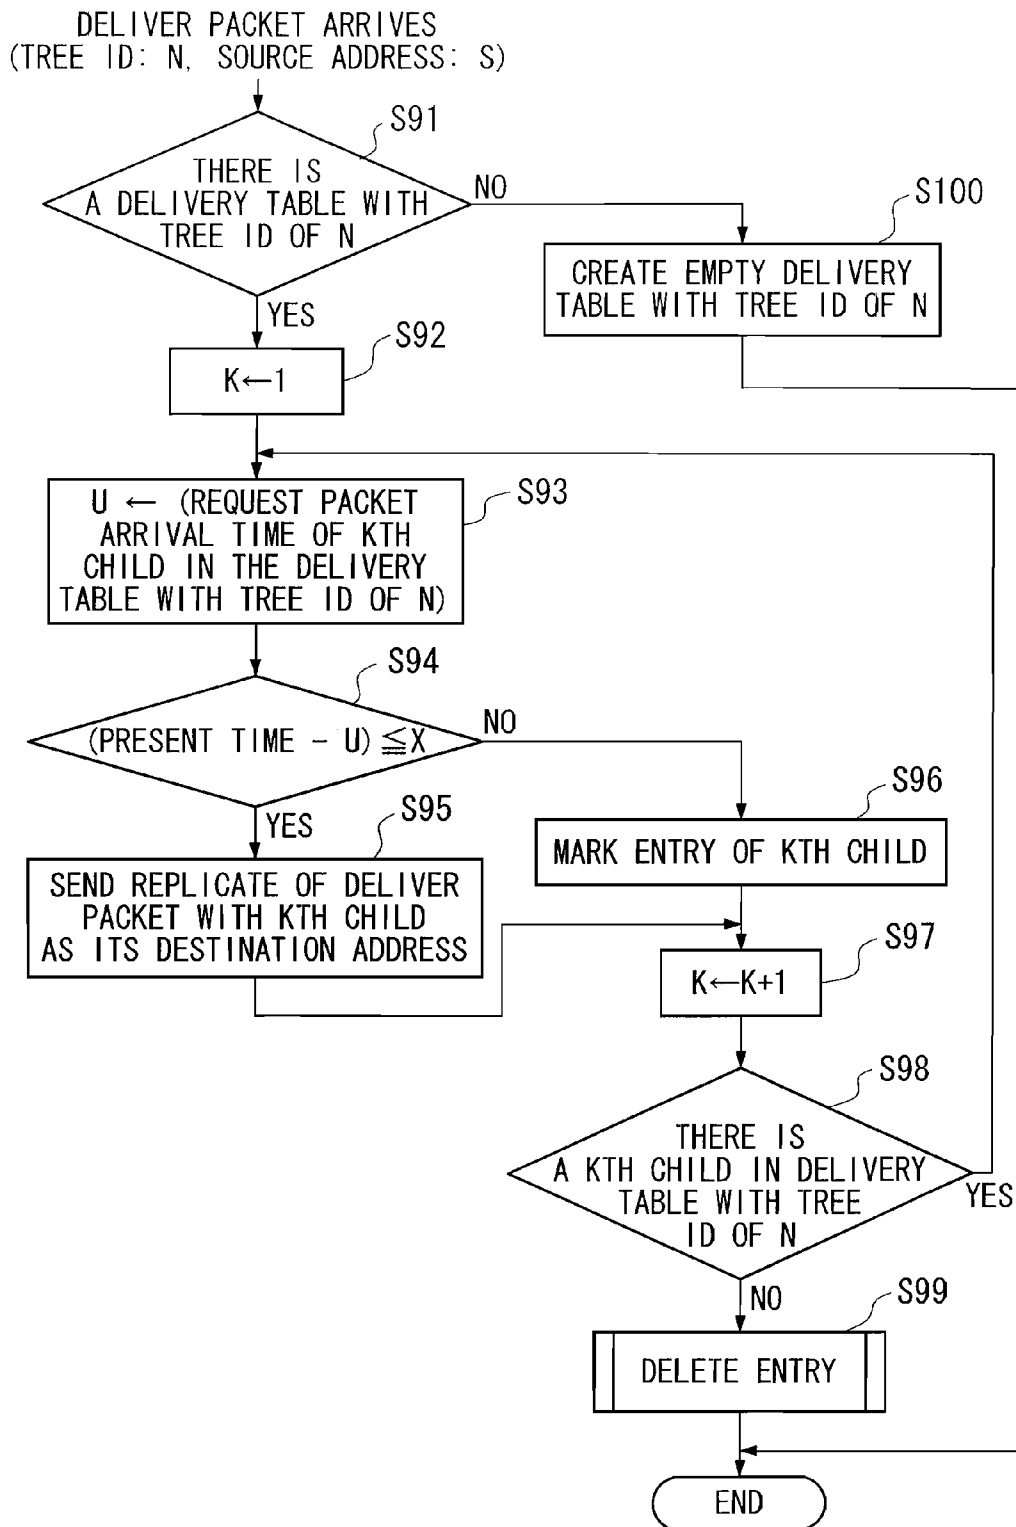 DELIVER PACKET ARRIVES
(TREE ID: N, SOURCE ADDRESS: S)
S91
THERE IS
A DELIVERY TABLE WITH
TREE ID OF N
NO
S100
CREATE EMPTY DELIVERY
TABLE WITH TREE ID OF N
YES
S92
K←1
S93
U ← (REQUEST PACKET
ARRIVAL TIME OF KTH
CHILD IN THE DELIVERY
TABLE WITH TREE ID OF N)
S94
(PRESENT TIME - U) ≦X
NO
YES
S95
SEND REPLICATE OF DELIVER
PACKET WITH KTH CHILD
AS ITS DESTINATION ADDRESS
S96
MARK ENTRY OF KTH CHILD
S97
K←K+1
S98
THERE IS
A KTH CHILD IN DELIVERY
TABLE WITH TREE
ID OF N
YES
NO
S99
DELETE ENTRY
END